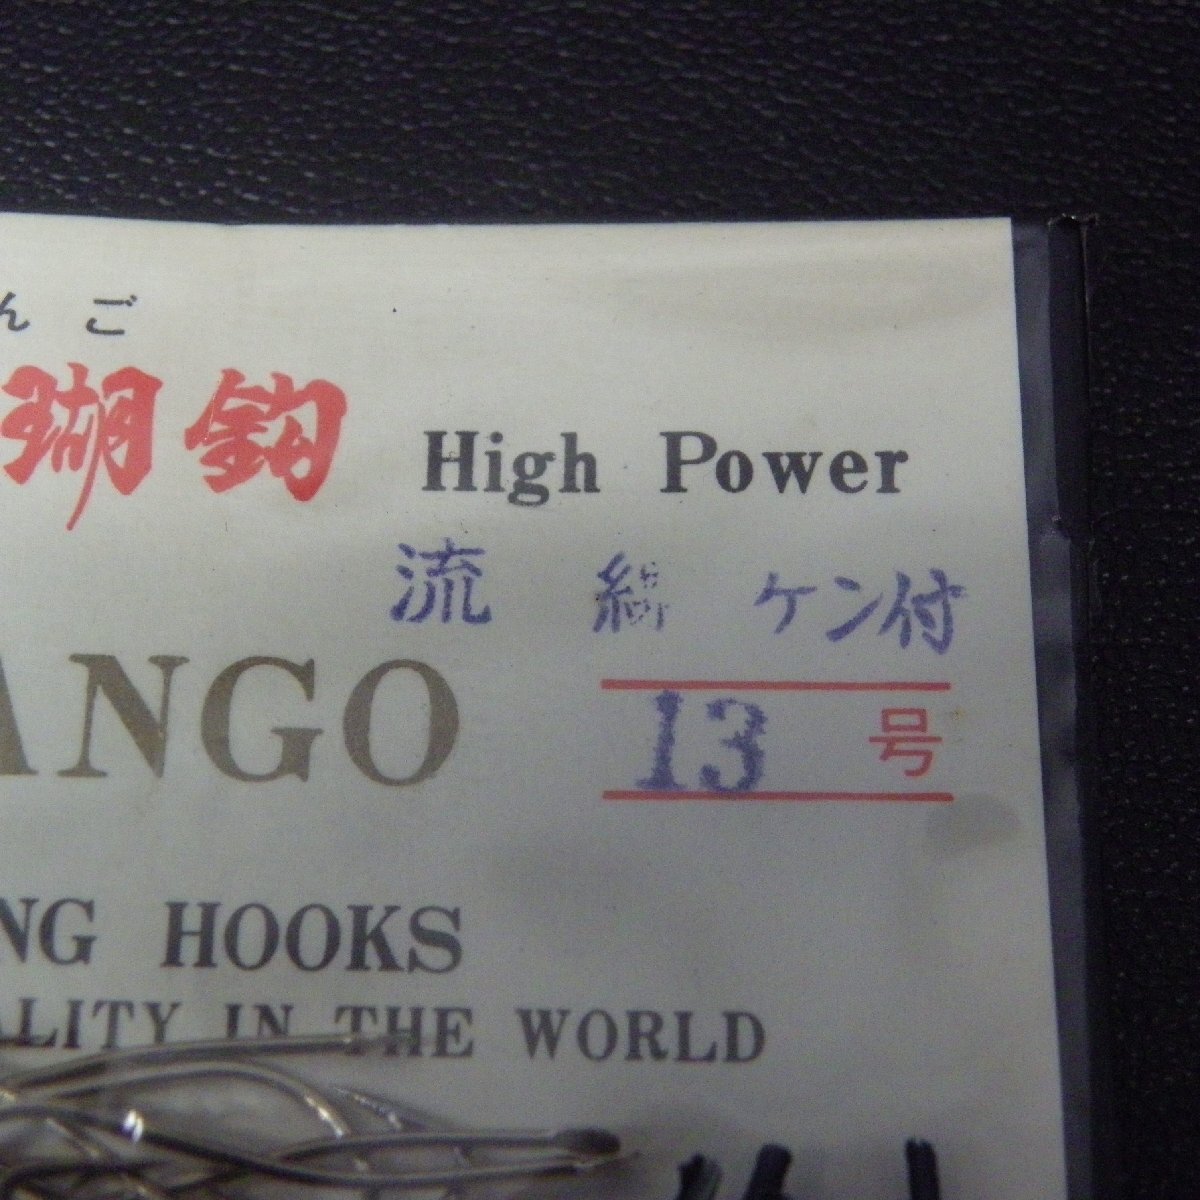 んご
瑚鈎 High Power
流 線 ケン付
ANGO
13 号
NG HOOKS
ALITY IN THE WORLD